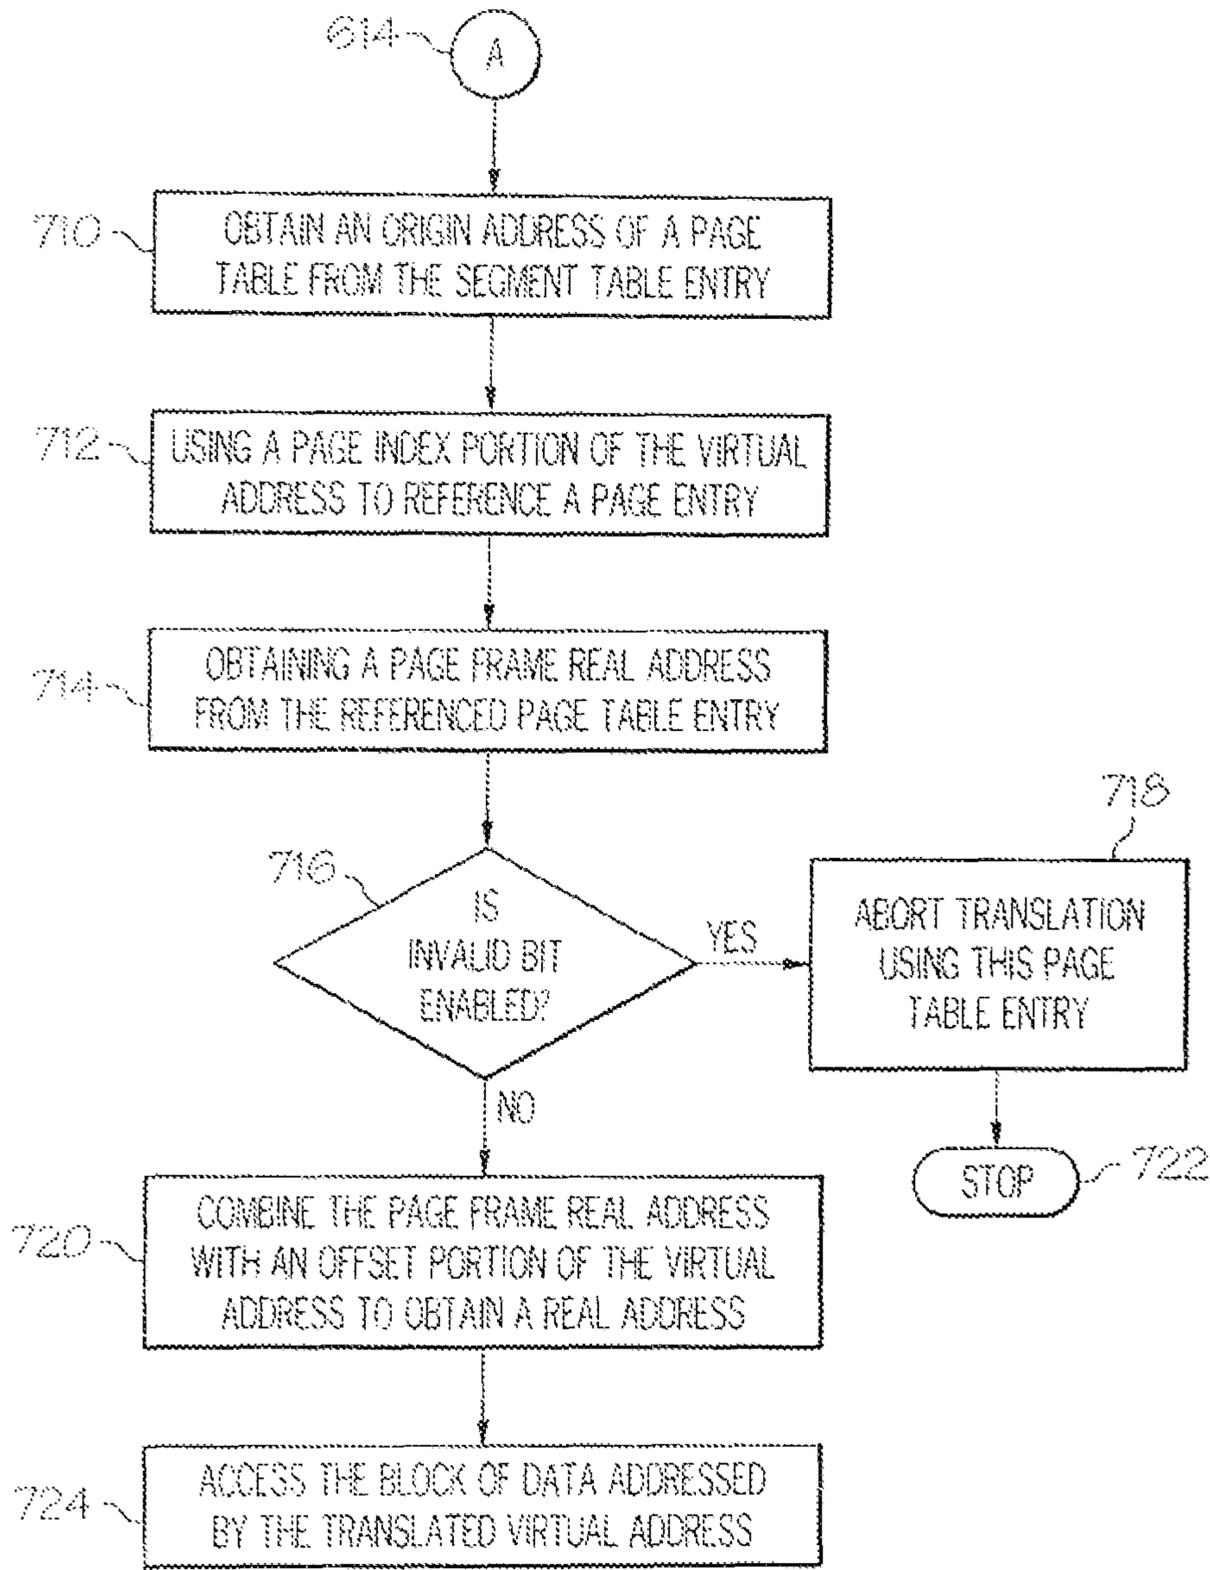 614
A
710
OBTAIN AN ORIGIN ADDRESS OF A PAGE
TABLE FROM THE SEGMENT TABLE ENTRY
712
USING A PAGE INDEX PORTION OF THE VIRTUAL
ADDRESS TO REFERENCE A PAGE ENTRY
714
OBTAINING A PAGE FRAME REAL ADDRESS
FROM THE REFERENCED PAGE TABLE ENTRY
716
IS
INVALID BIT
ENABLED?
YES
718
ABORT TRANSLATION
USING THIS PAGE
TABLE ENTRY
NO
STOP
722
720
COMBINE THE PAGE FRAME REAL ADDRESS
WITH AN OFFSET PORTION OF THE VIRTUAL
ADDRESS TO OBTAIN A REAL ADDRESS
724
ACCESS THE BLOCK OF DATA ADDRESSED
BY THE TRANSLATED VIRTUAL ADDRESS